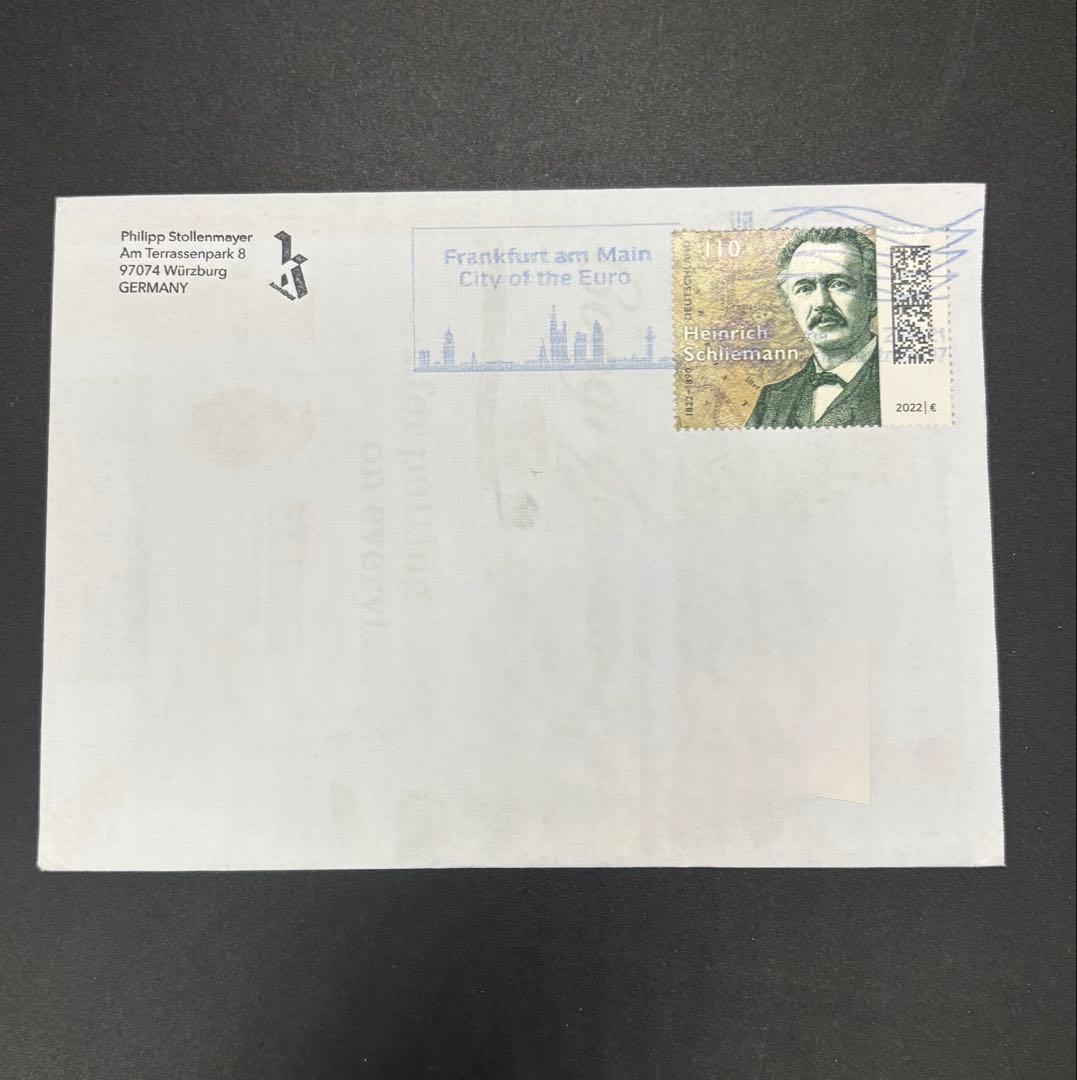 Philipp Stollenmayer
Am Terrassenpark 8
97074 Würzburg
GERMANY
Frankfurt am Main
City of the Euro
110
DEUTSCHLAND
Heinrich
Schliemann
1822–1890
2022 €